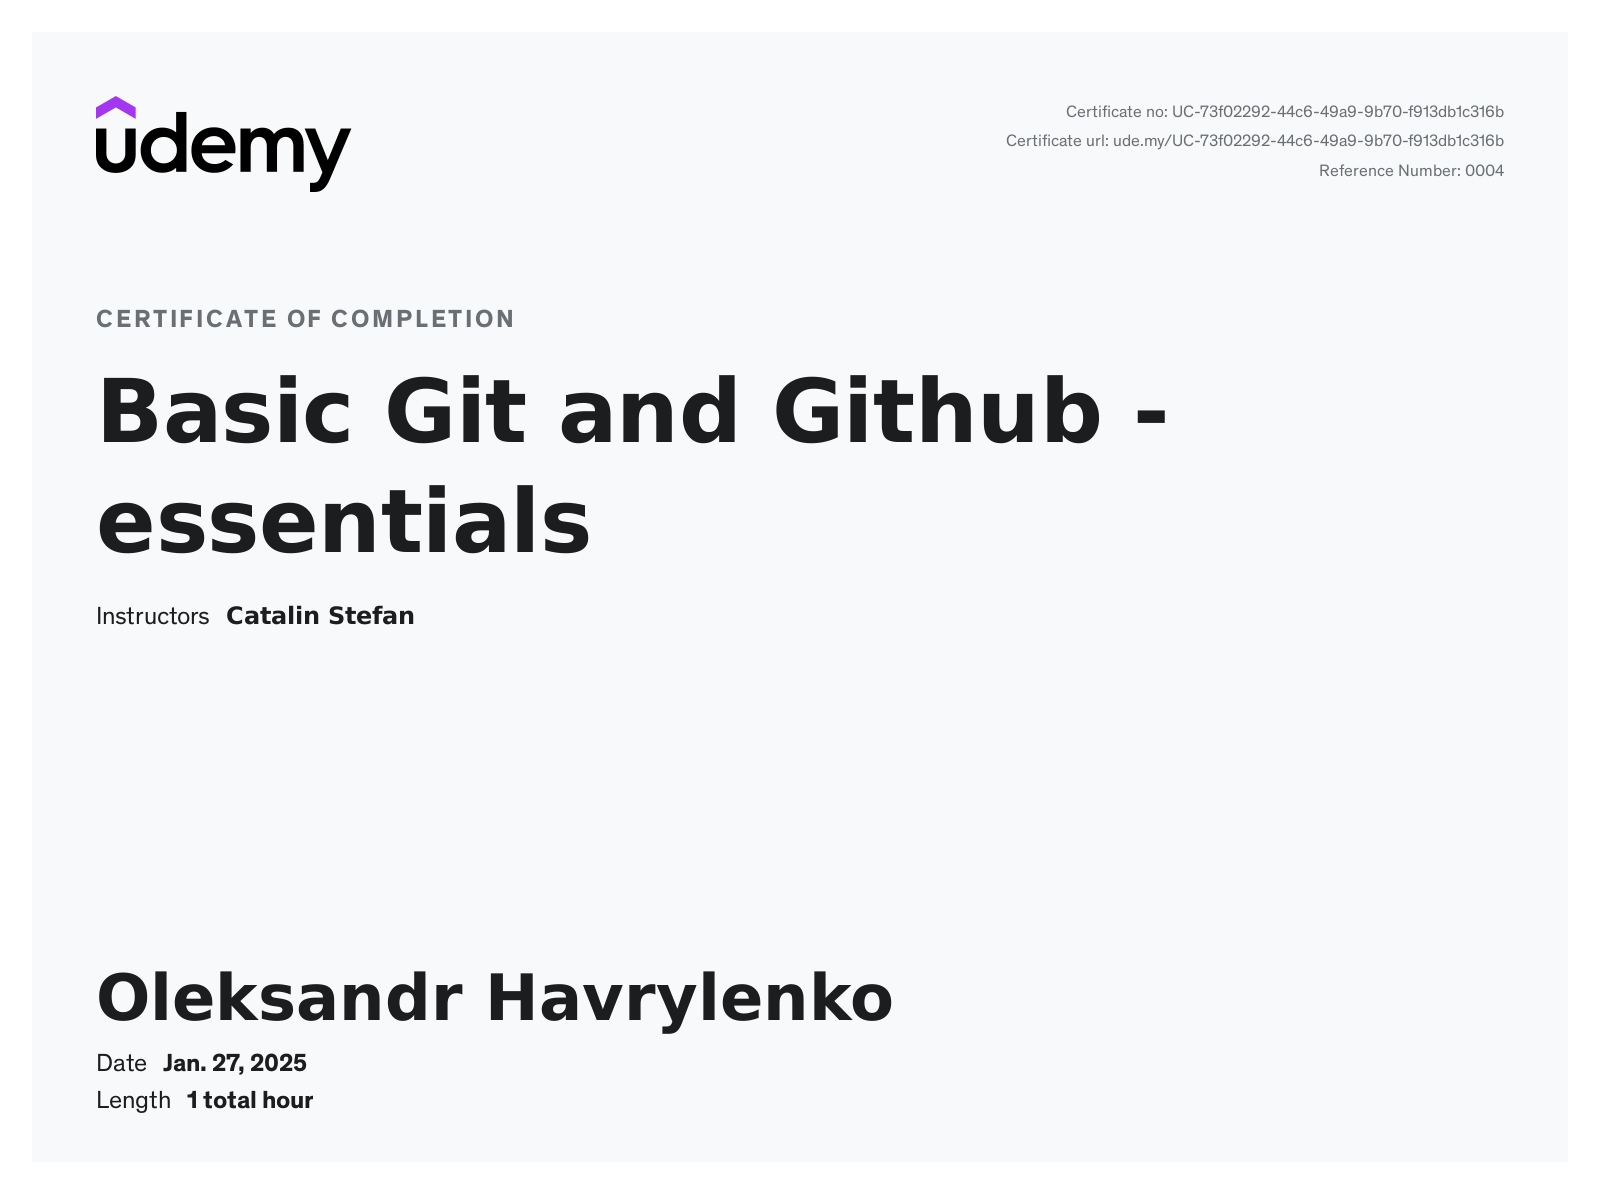 udemy
Certificate no: UC-73f02292-44c6-49a9-9b70-f913db1c316b
Certificate url: ude.my/UC-73f02292-44c6-49a9-9b70-f913db1c316b
Reference Number: 0004
CERTIFICATE OF COMPLETION
Basic Git and Github -
essentials
Instructors Catalin Stefan
Oleksandr Havrylenko
Date Jan. 27, 2025
Length 1 total hour